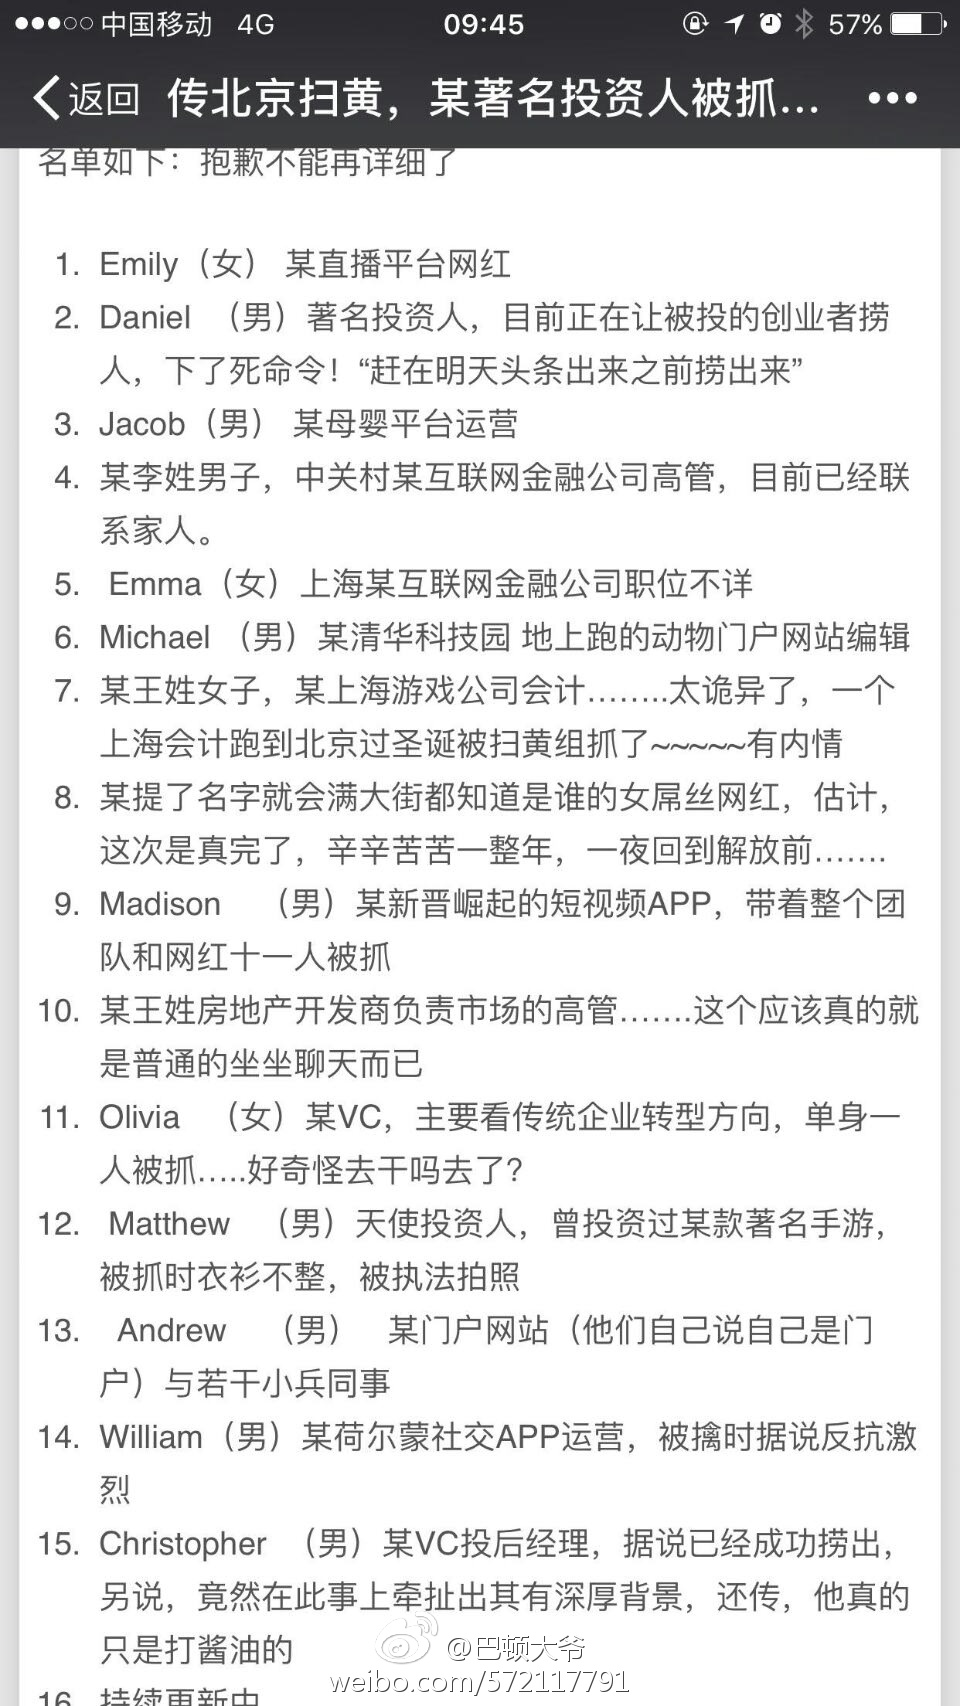 中国移动 4G 09:45 57%
返回 传北京扫黄，某著名投资人被抓...
名单如下：抱歉不能再详细了
1. Emily（女） 某直播平台网红
2. Daniel （男）著名投资人，目前正在让被投的创业者捞
人，下了死命令！“赶在明天头条出来之前捞出来”
3. Jacob（男） 某母婴平台运营
4. 某李姓男子，中关村某互联网金融公司高管，目前已经联
系家人。
5. Emma（女）上海某互联网金融公司职位不详
6. Michael （男）某清华科技园 地上跑的动物门户网站编辑
7. 某王姓女子，某上海游戏公司会计........太诡异了，一个
上海会计跑到北京过圣诞被扫黄组抓了~~~~~有内情
8. 某提了名字就会满大街都知道是谁的女屌丝网红，估计，
这次是真完了，辛辛苦苦一整年，一夜回到解放前.......
9. Madison （男）某新晋崛起的短视频APP，带着整个团
队和网红十一人被抓
10. 某王姓房地产开发商负责市场的高管.......这个应该真的就
是普通的坐坐聊天而已
11. Olivia （女）某VC，主要看传统企业转型方向，单身一
人被抓.....好奇怪去干吗去了？
12. Matthew （男）天使投资人，曾投资过某款著名手游，
被抓时衣衫不整，被执法拍照
13. Andrew （男） 某门户网站（他们自己说自己是门
户）与若干小兵同事
14. William（男）某荷尔蒙社交APP运营，被擒时据说反抗激
烈
15. Christopher （男）某VC投后经理，据说已经成功捞出，
另说，竟然在此事上牵扯出其有深厚背景，还传，他真的
只是打酱油的
@巴顿大爷
weibo.com/572117791
16. 持续更新中